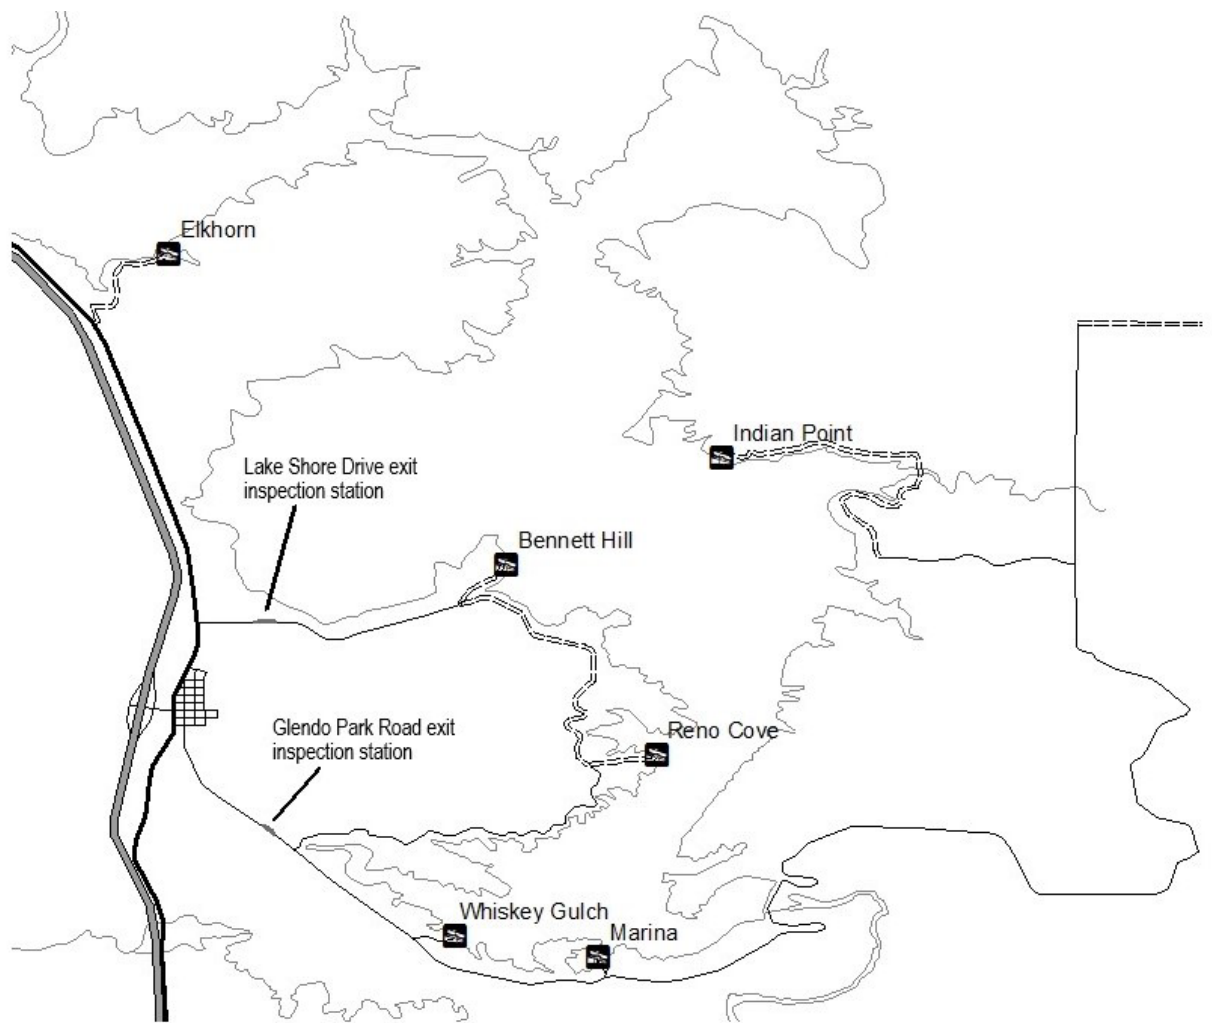 Elkhorn
Indian Point
Lake Shore Drive exit
inspection station
Bennett Hill
Glendo Park Road exit
inspection station
Reno Cove
Whiskey Gulch
Marina